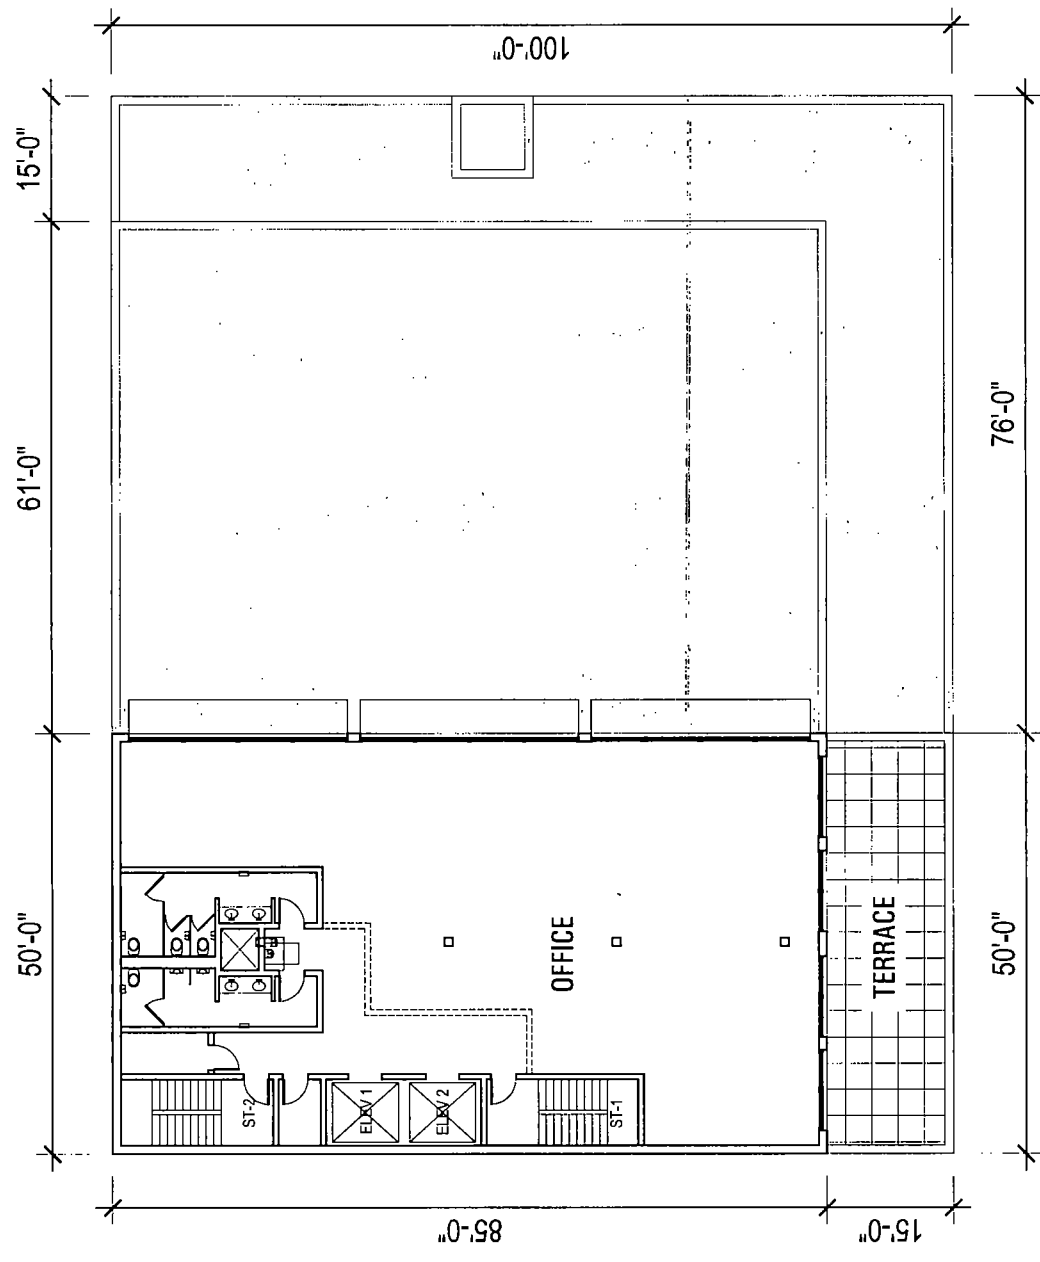 100'-0"
15'-0"
61'-0"
76'-0"
50'-0"
OFFICE
TERRACE
50'-0"
ST-2
ELEV 1
ELEV 2
ST-1
85'-0"
15'-0"